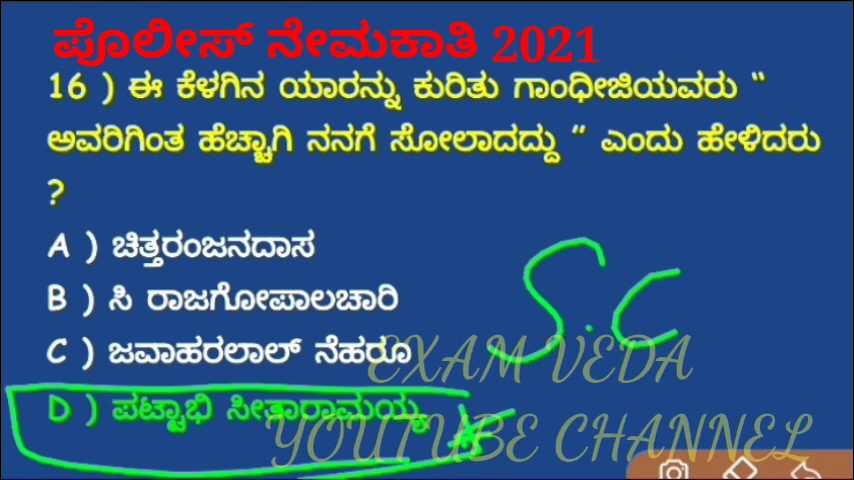 ಪೊಲೀಸ್ ನೇಮಕಾತಿ 2021
16 ) ಈ ಕೆಳಗಿನ ಯಾರನ್ನು ಕುರಿತು ಗಾಂಧೀಜಿಯವರು “
ಅವರಿಗಿಂತ ಹೆಚ್ಚಾಗಿ ನನಗೆ ಸೋಲಾದದ್ದು ” ಎಂದು ಹೇಳಿದರು
?
A ) ಚಿತ್ತರಂಜನದಾಸ
B ) ಸಿ ರಾಜಗೋಪಾಲಚಾರಿ
C ) ಜವಾಹರಲಾಲ್ ನೆಹರೂ
D ) ಪಟ್ಟಾಭಿ ಸೀತಾರಾಮಯ್ಯ
S.C
EXAM VEDA
YOUTUBE CHANNEL